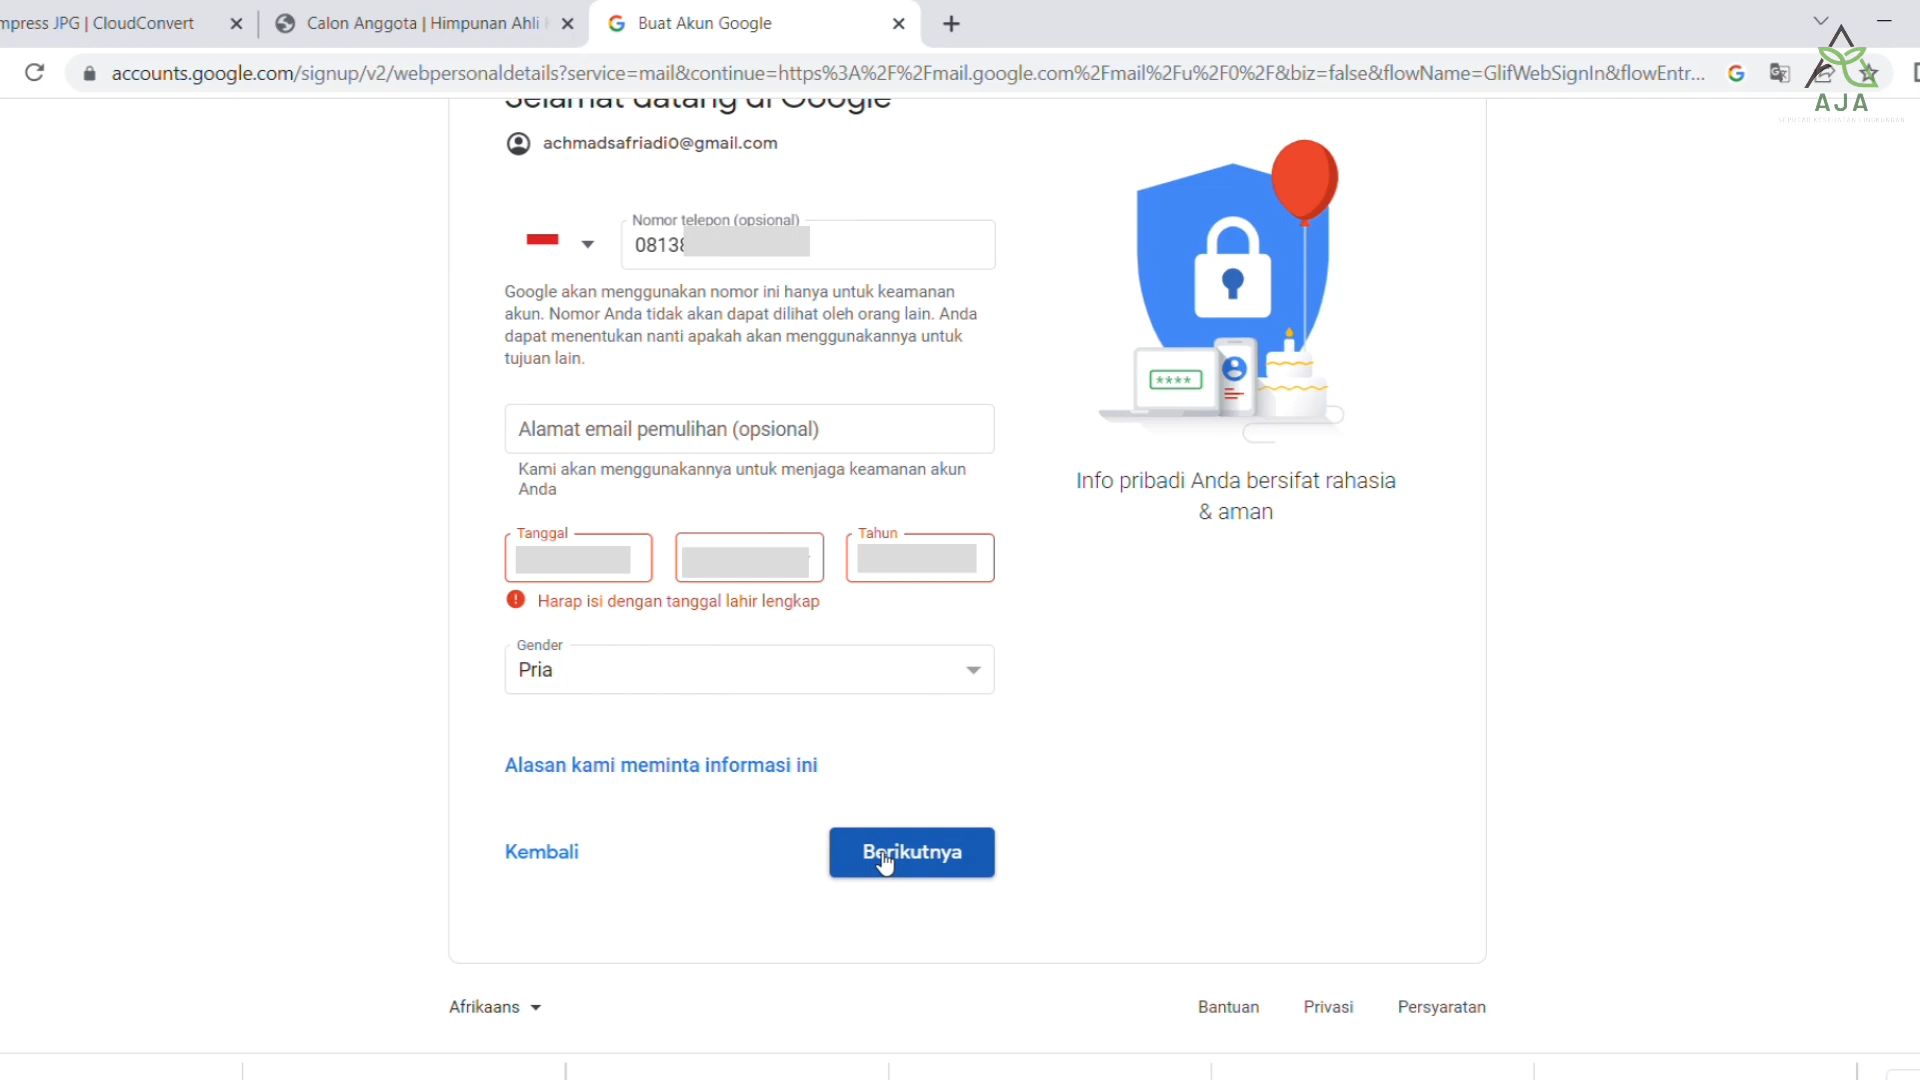 mpress JPG | CloudConvert
Calon Anggota | Himpunan Ahli
Buat Akun Google
accounts.google.com/signup/v2/webpersonaldetails?service=mail&continue=https%3A%2F%2Fmail.google.com%2Fmail%2Fu%2F0%2F&biz=false&flowName=GlifWebSignIn&flowEntr...
AJA
Selamat datang di Google
achmadsafriadi0@gmail.com
Nomor telepon (opsional)
08138
Google akan menggunakan nomor ini hanya untuk keamanan
akun. Nomor Anda tidak akan dapat dilihat oleh orang lain. Anda
dapat menentukan nanti apakah akan menggunakannya untuk
tujuan lain.
****
Alamat email pemulihan (opsional)
Kami akan menggunakannya untuk menjaga keamanan akun
Anda
Info pribadi Anda bersifat rahasia
& aman
Tanggal
Tahun
Harap isi dengan tanggal lahir lengkap
Gender
Pria
Alasan kami meminta informasi ini
Kembali
Berikutnya
Afrikaans
Bantuan
Privasi
Persyaratan